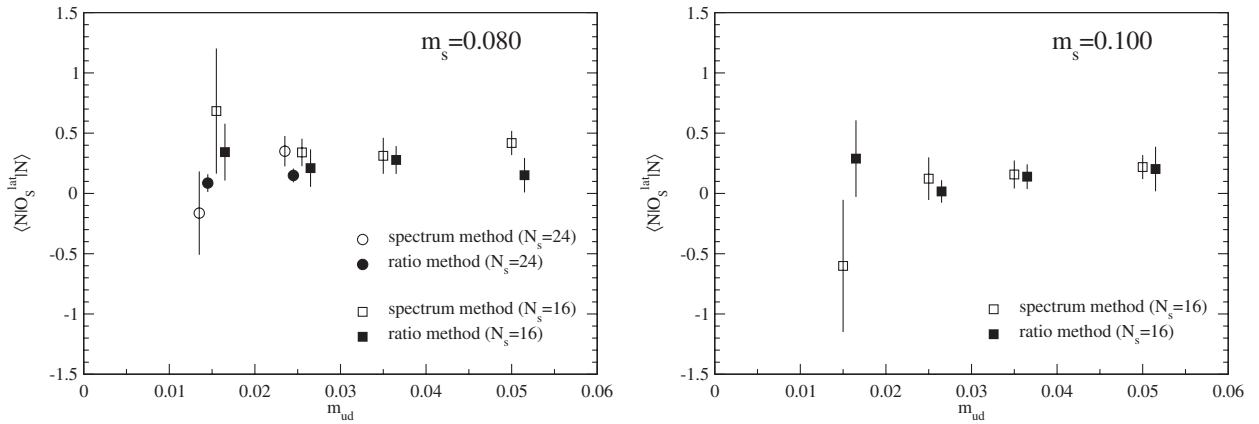 1.5
1
0.5
0
-0.5
-1
-1.5
⟨N|O_S^lat|N⟩
m_s=0.080
spectrum method (N_s=24)
ratio method (N_s=24)
spectrum method (N_s=16)
ratio method (N_s=16)
0 0.01 0.02 0.03 0.04 0.05 0.06
m_ud
1.5
1
0.5
0
-0.5
-1
-1.5
⟨N|O_S^lat|N⟩
m_s=0.100
spectrum method (N_s=16)
ratio method (N_s=16)
0 0.01 0.02 0.03 0.04 0.05 0.06
m_ud